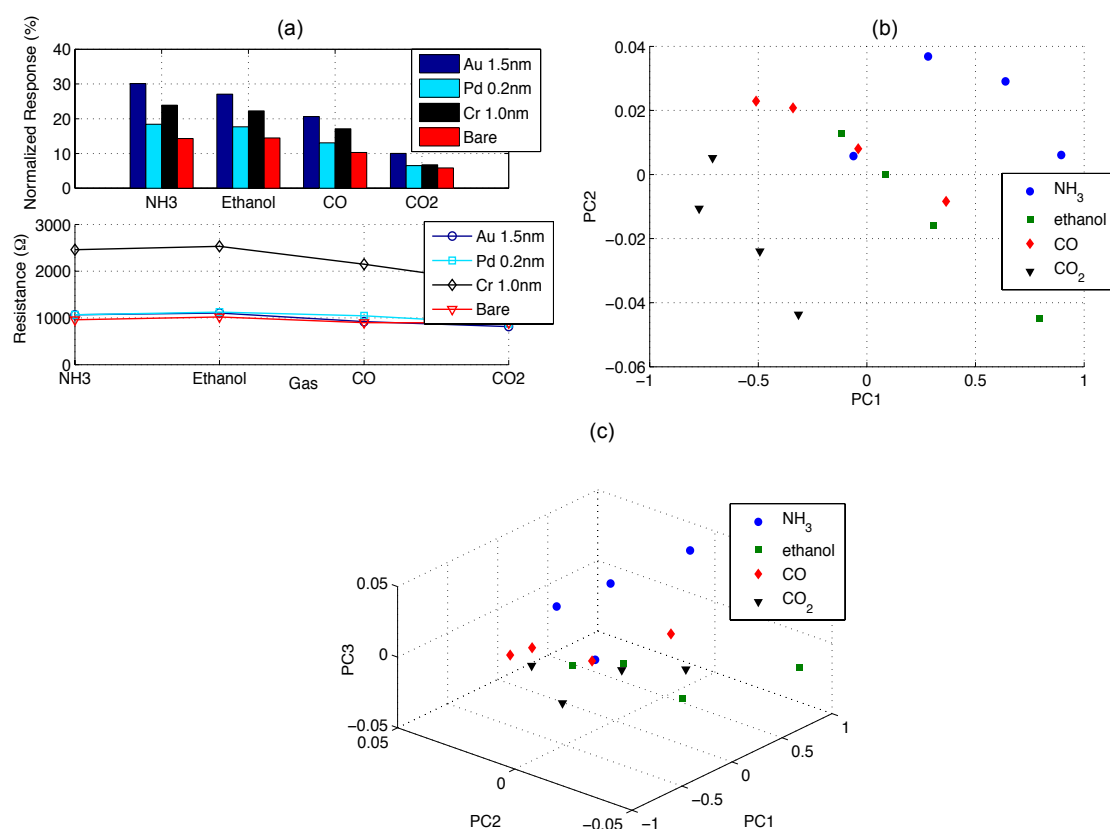 (a)
Normalized Response (%)
40
30
20
10
0
NH3 Ethanol CO CO2
Au 1.5nm
Pd 0.2nm
Cr 1.0nm
Bare
Resistance (Ω)
3000
2000
1000
0
NH3 Ethanol CO CO2
Gas
Au 1.5nm
Pd 0.2nm
Cr 1.0nm
Bare
(b)
PC2
0.04
0.02
0
−0.02
−0.04
−0.06
−1 −0.5 0 0.5 1
PC1
NH3
ethanol
CO
CO2
(c)
PC3
0.05
0
−0.05
0.05
0
−0.05
PC2
−1
−0.5
0
0.5
1
PC1
NH3
ethanol
CO
CO2